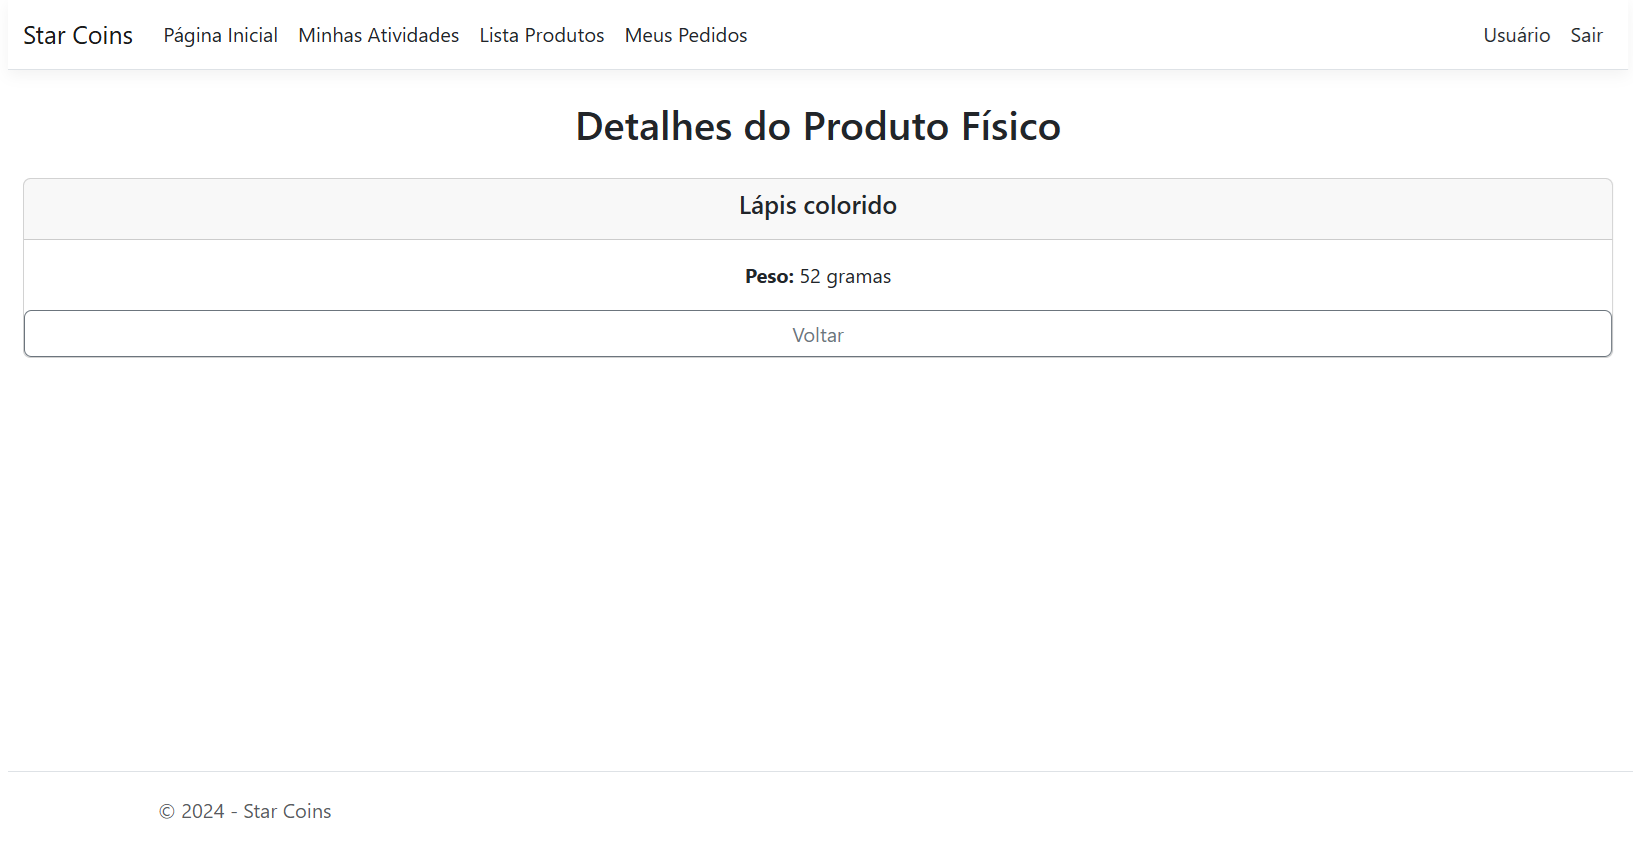 Star Coins Página Inicial Minhas Atividades Lista Produtos Meus Pedidos Usuário Sair
Detalhes do Produto Físico
Lápis colorido
Peso: 52 gramas
Voltar
© 2024 - Star Coins